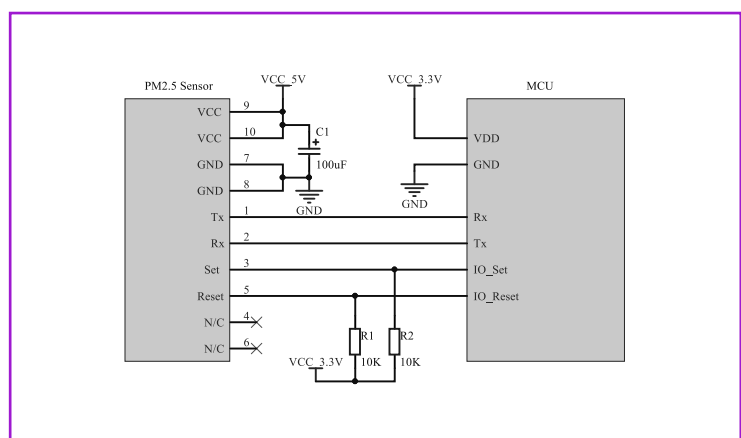 VCC_5V
VCC_3.3V
PM2.5 Sensor
MCU
VCC
9
VCC
10
C1
+
100uF
VDD
GND
7
GND
GND
8
GND
GND
Tx
1
Rx
Rx
2
Tx
Set
3
IO_Set
Reset
5
IO_Reset
N/C
4
N/C
6
R1
R2
VCC_3.3V
10K
10K